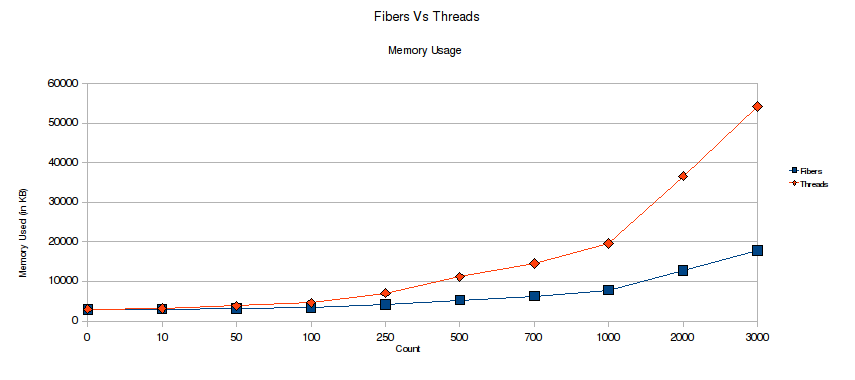 Fibers Vs Threads
Memory Usage
60000
50000
40000
30000
20000
10000
0
Memory Used (in KB)
Fibers
Threads
0 10 50 100 250 500 700 1000 2000 3000
Count